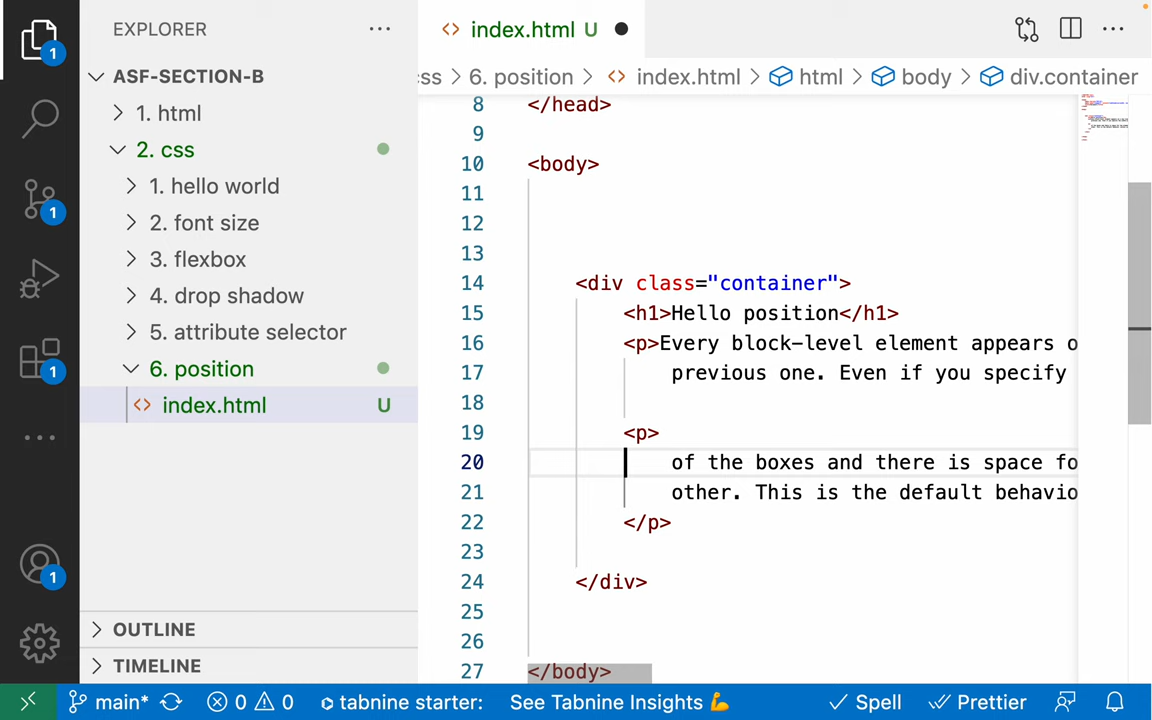 EXPLORER
ASF-SECTION-B
1. html
2. css
1. hello world
2. font size
3. flexbox
4. drop shadow
5. attribute selector
6. position
index.html U
OUTLINE
TIMELINE
1
1
1
1
index.html U
ss > 6. position > index.html > html > body > div.container
8 </head>
9
10 <body>
11
12
13
14 <div class="container">
15 <h1>Hello position</h1>
16 <p>Every block-level element appears o
17 previous one. Even if you specify
18
19 <p>
20 of the boxes and there is space fo
21 other. This is the default behavio
22 </p>
23
24 </div>
25
26
27 </body>
main* 0 0 tabnine starter: See Tabnine Insights Spell Prettier